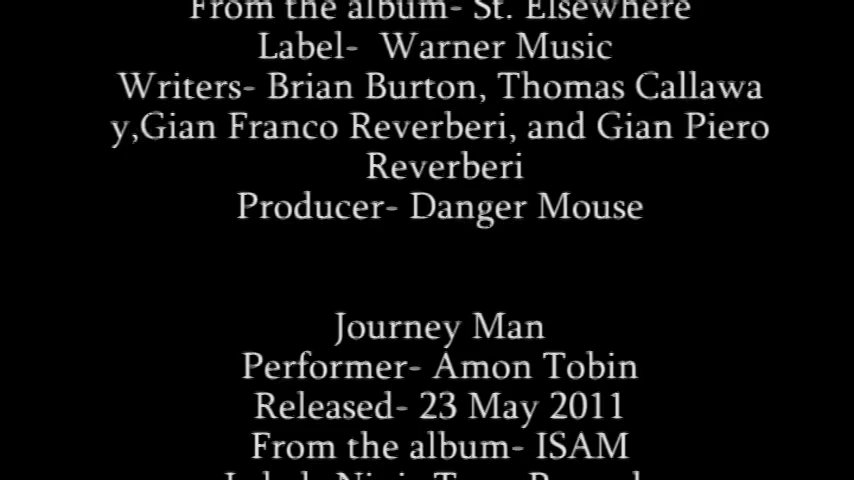 From the album- St. Elsewhere
Label-  Warner Music
Writers- Brian Burton, Thomas Callawa
y,Gian Franco Reverberi, and Gian Piero
Reverberi
Producer- Danger Mouse
Journey Man
Performer- Amon Tobin
Released- 23 May 2011
From the album- ISAM